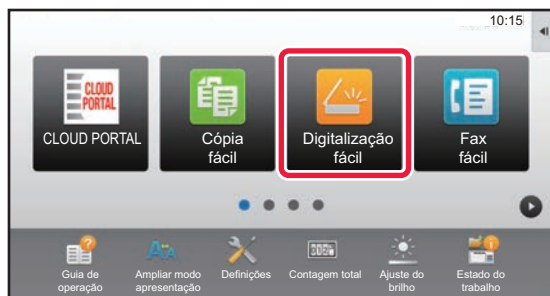 10:15
CLOUD
PORTAL
CLOUD PORTAL
Cópia
fácil
Digitalização
fácil
Fax
fácil
Guia de
operação
Ampliar modo
apresentação
Definições
Contagem total
Ajuste do
brilho
Estado do
trabalho